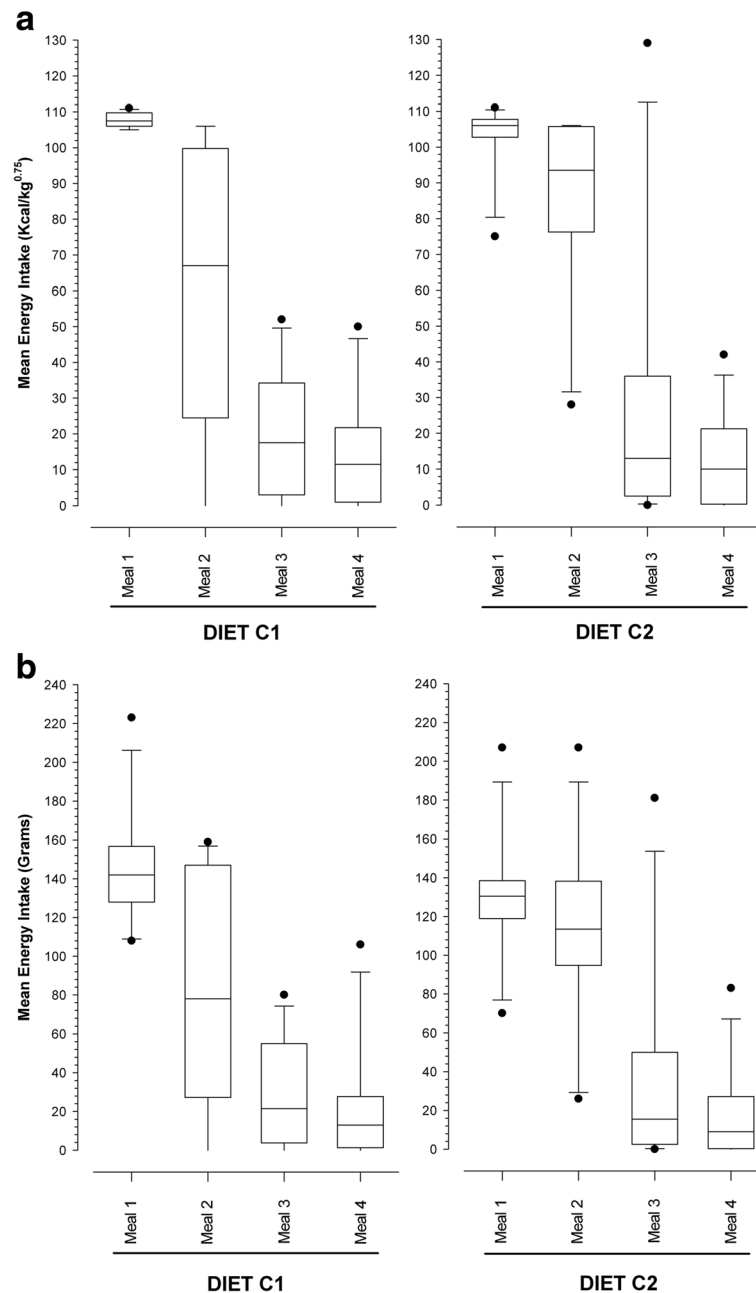 a
Mean Energy Intake (Kcal/kg0.75)
130
120
110
100
90
80
70
60
50
40
30
20
10
0
Meal 1
Meal 2
Meal 3
Meal 4
DIET C1
130
120
110
100
90
80
70
60
50
40
30
20
10
0
Meal 1
Meal 2
Meal 3
Meal 4
DIET C2
b
Mean Energy Intake (Grams)
240
220
200
180
160
140
120
100
80
60
40
20
0
Meal 1
Meal 2
Meal 3
Meal 4
DIET C1
240
220
200
180
160
140
120
100
80
60
40
20
0
Meal 1
Meal 2
Meal 3
Meal 4
DIET C2